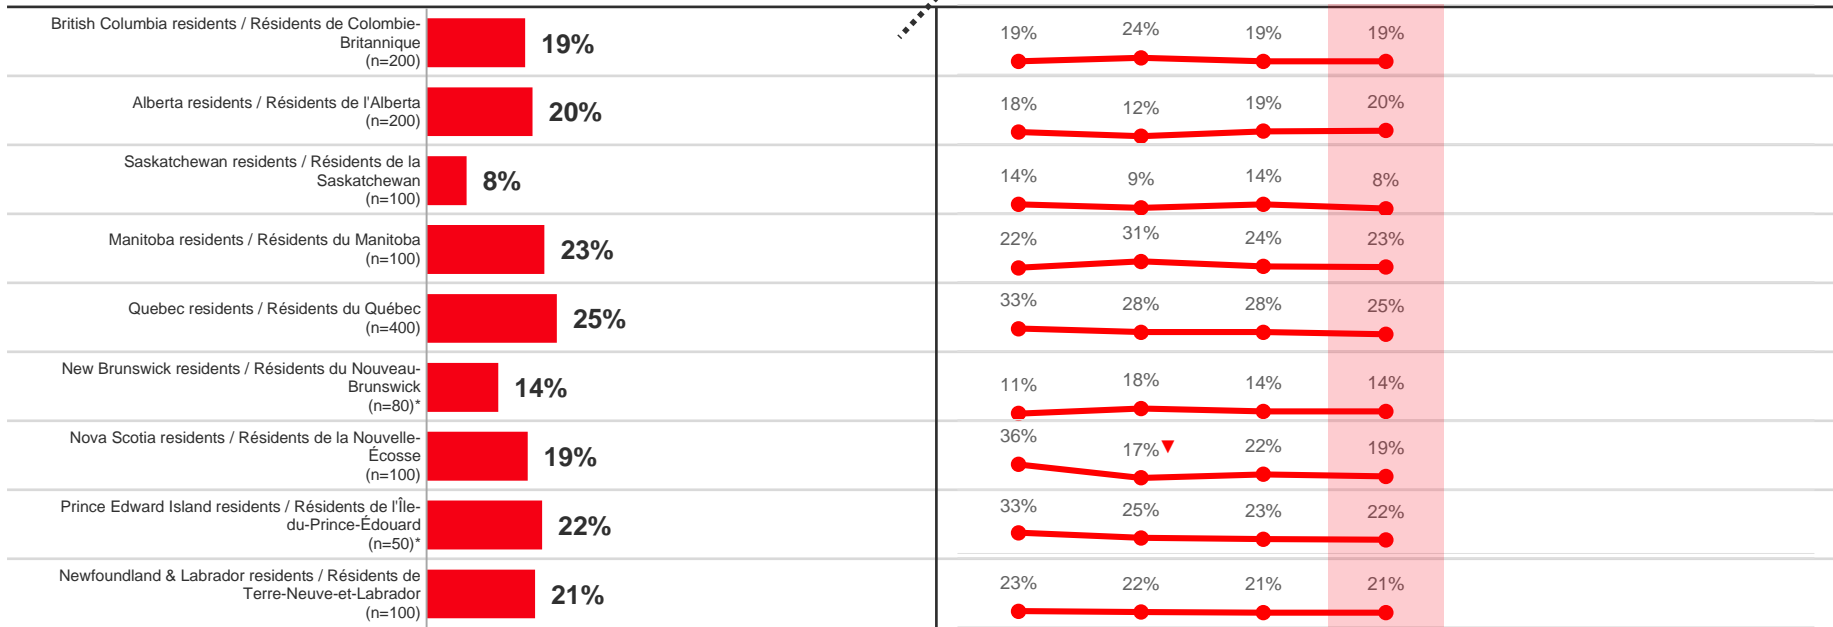 British Columbia residents / Résidents de Colombie-
Britannique
(n=200)
19%
19%
24%
19%
19%
Alberta residents / Résidents de l'Alberta
(n=200)
20%
18%
12%
19%
20%
Saskatchewan residents / Résidents de la
Saskatchewan
(n=100)
8%
14%
9%
14%
8%
Manitoba residents / Résidents du Manitoba
(n=100)
23%
22%
31%
24%
23%
Quebec residents / Résidents du Québec
(n=400)
25%
33%
28%
28%
25%
New Brunswick residents / Résidents du Nouveau-
Brunswick
(n=80)*
14%
11%
18%
14%
14%
Nova Scotia residents / Résidents de la Nouvelle-
Écosse
(n=100)
19%
36%
17%
22%
19%
Prince Edward Island residents / Résidents de l'Île-
du-Prince-Édouard
(n=50)*
22%
33%
25%
23%
22%
Newfoundland & Labrador residents / Résidents de
Terre-Neuve-et-Labrador
(n=100)
21%
23%
22%
21%
21%